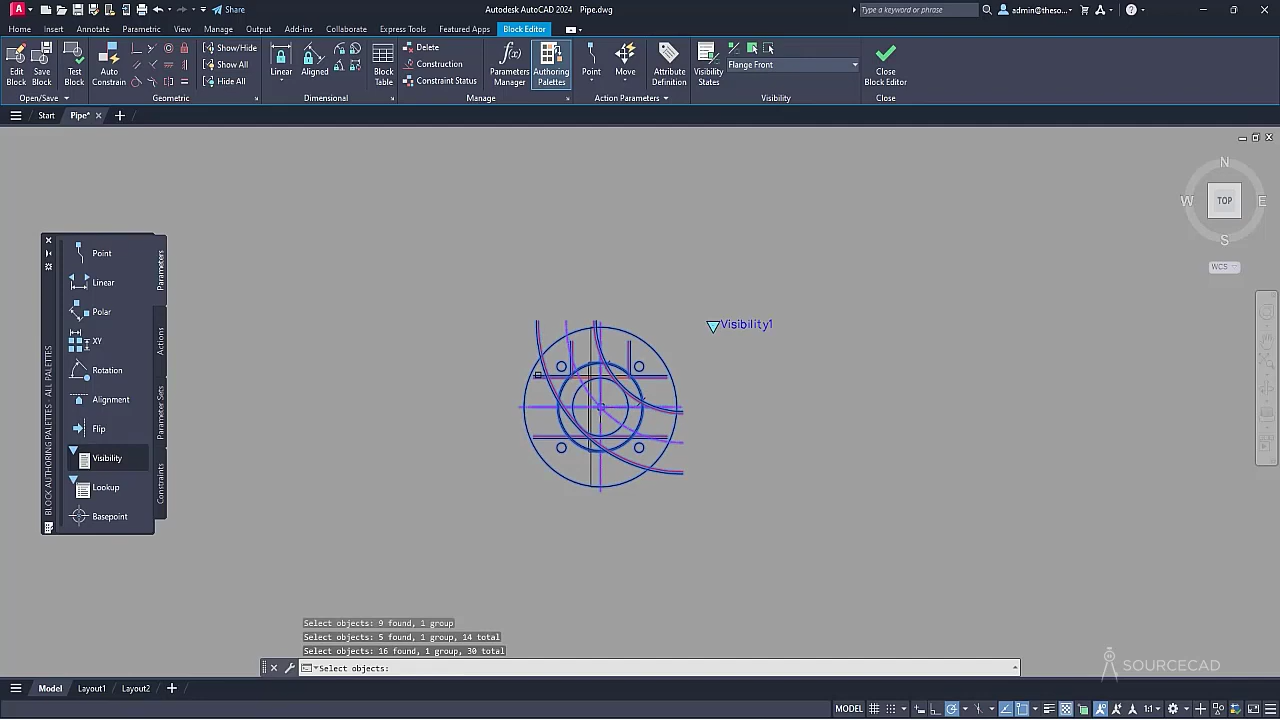 Autodesk AutoCAD 2024 Pipe.dwg
Share
Type a keyword or phrase
admin@theso...
Home Insert Annotate Parametric View Manage Output Add-ins Collaborate Express Tools Featured Apps Block Editor
Edit Block
Save Block
Test Block
Auto Constrain
Show/Hide
Show All
Hide All
Linear
Aligned
Block Table
Delete
Construction
Constraint Status
Parameters Manager
Authoring Palettes
Point
Move
Attribute Definition
Visibility States
Flange Front
Close Block Editor
Open/Save Geometric Dimensional Manage Action Parameters Visibility Close
Start Pipe*
N
W TOP E
S
WCS
Point
Linear
Polar
XY
Rotation
Alignment
Flip
Visibility
Lookup
Basepoint
Parameters
Actions
Parameter Sets
Constraints
BLOCK AUTHORING PALETTES - ALL PALETTES
Visibility1
Select objects: 9 found, 1 group
Select objects: 5 found, 1 group, 14 total
Select objects: 16 found, 1 group, 30 total
Select objects:
SOURCECAD
Model Layout1 Layout2
MODEL 1:1